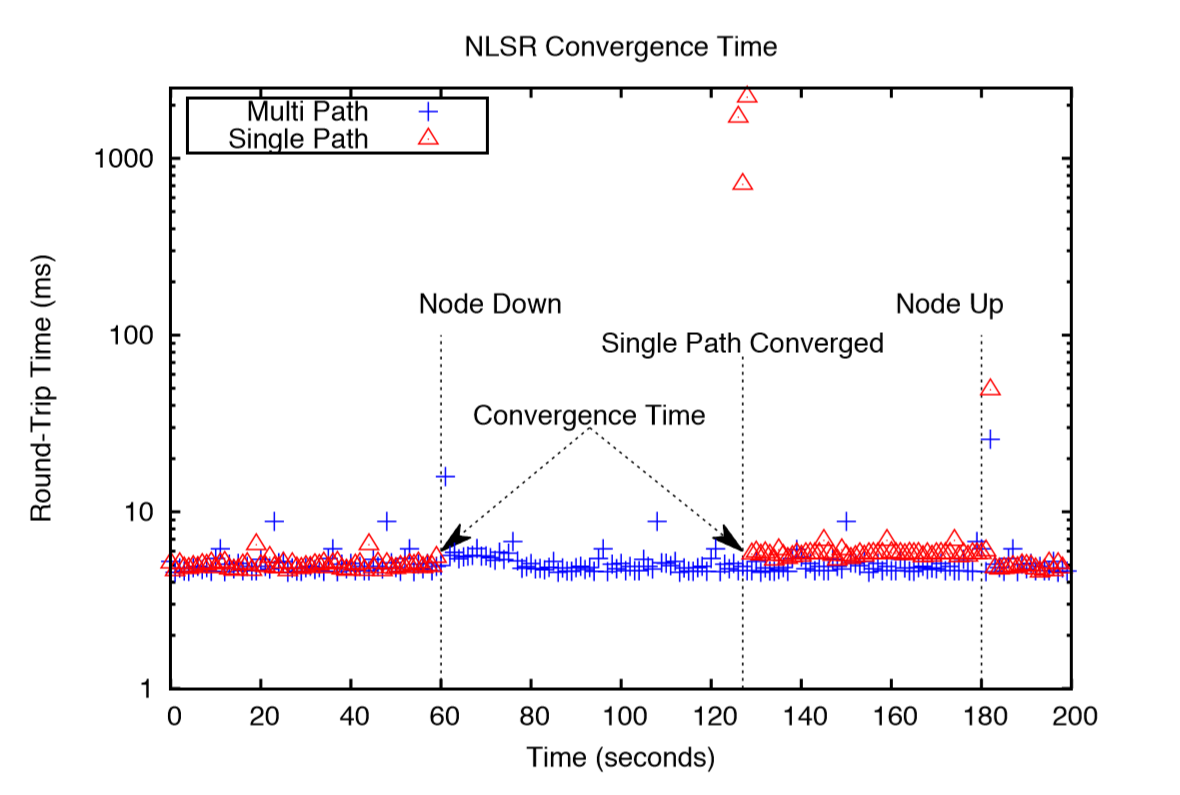 NLSR Convergence Time
Multi Path
Single Path
1000
Node Down
Node Up
100
Single Path Converged
Convergence Time
10
1
0 20 40 60 80 100 120 140 160 180 200
Time (seconds)
Round-Trip Time (ms)